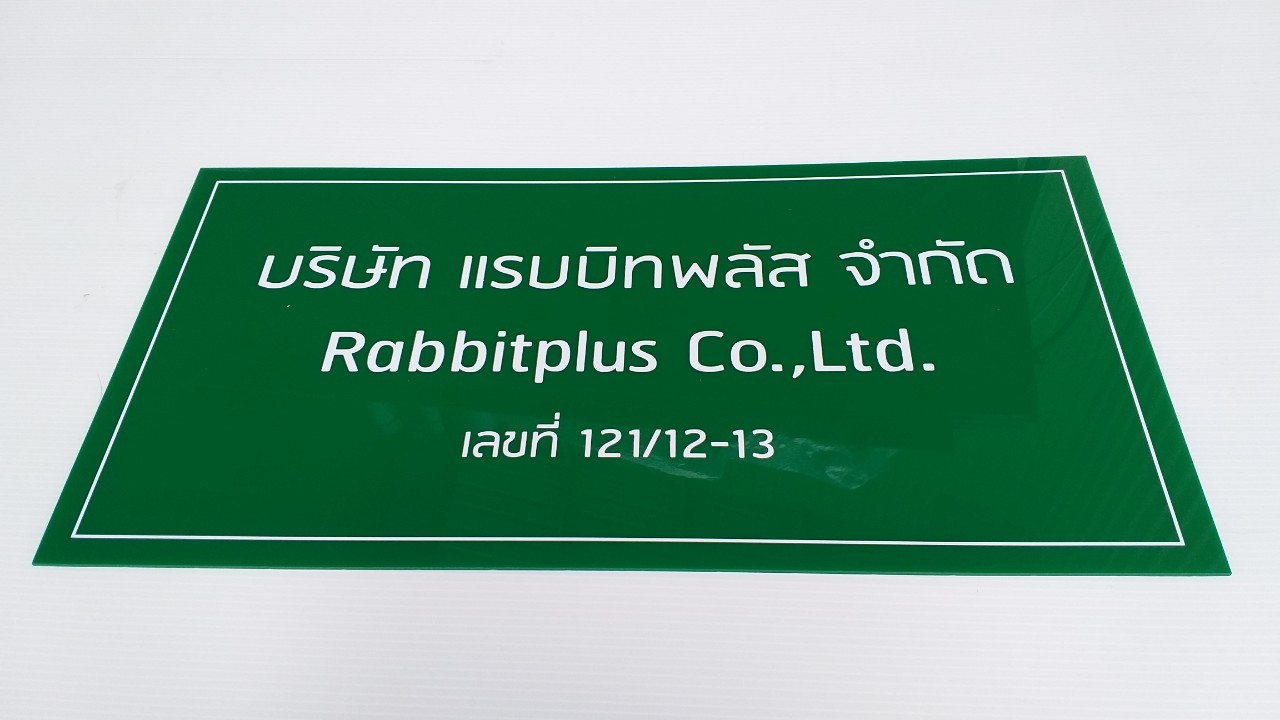 บริษัท แรบบิทพลัส จำกัด
Rabbitplus Co.,Ltd.
เลขที่ 121/12-13